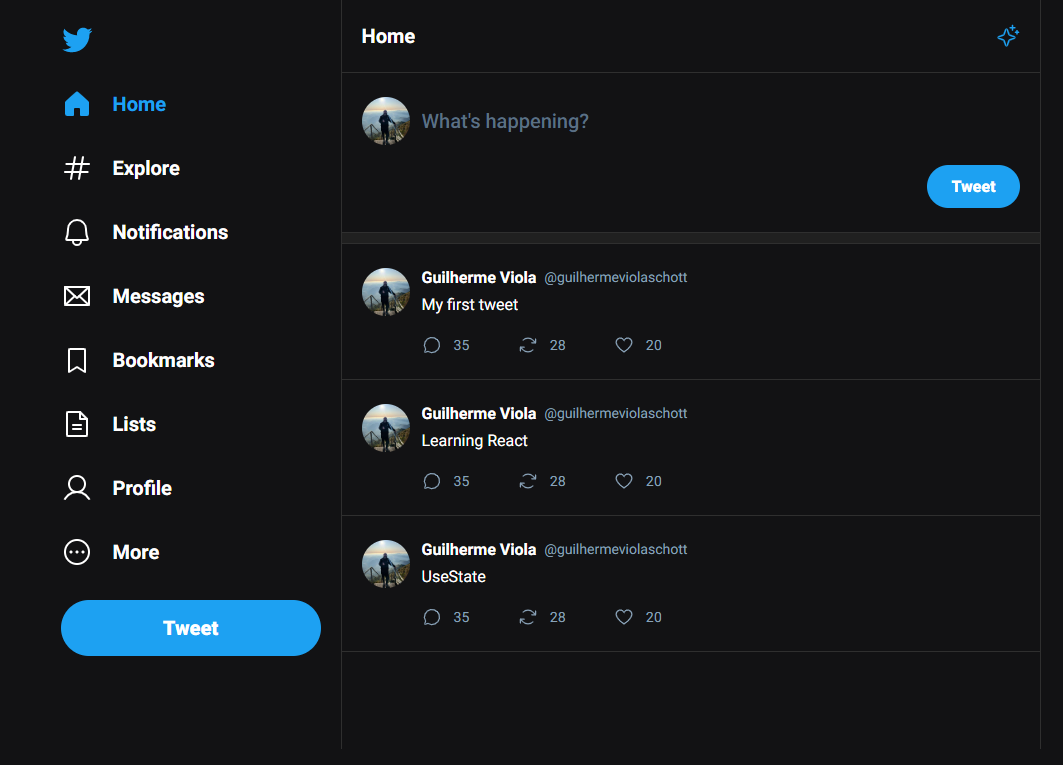 Home
Explore
Notifications
Messages
Bookmarks
Lists
Profile
More
Tweet
Home
What's happening?
Tweet
Guilherme Viola @guilhermeviolaschott
My first tweet
35 28 20
Guilherme Viola @guilhermeviolaschott
Learning React
35 28 20
Guilherme Viola @guilhermeviolaschott
UseState
35 28 20